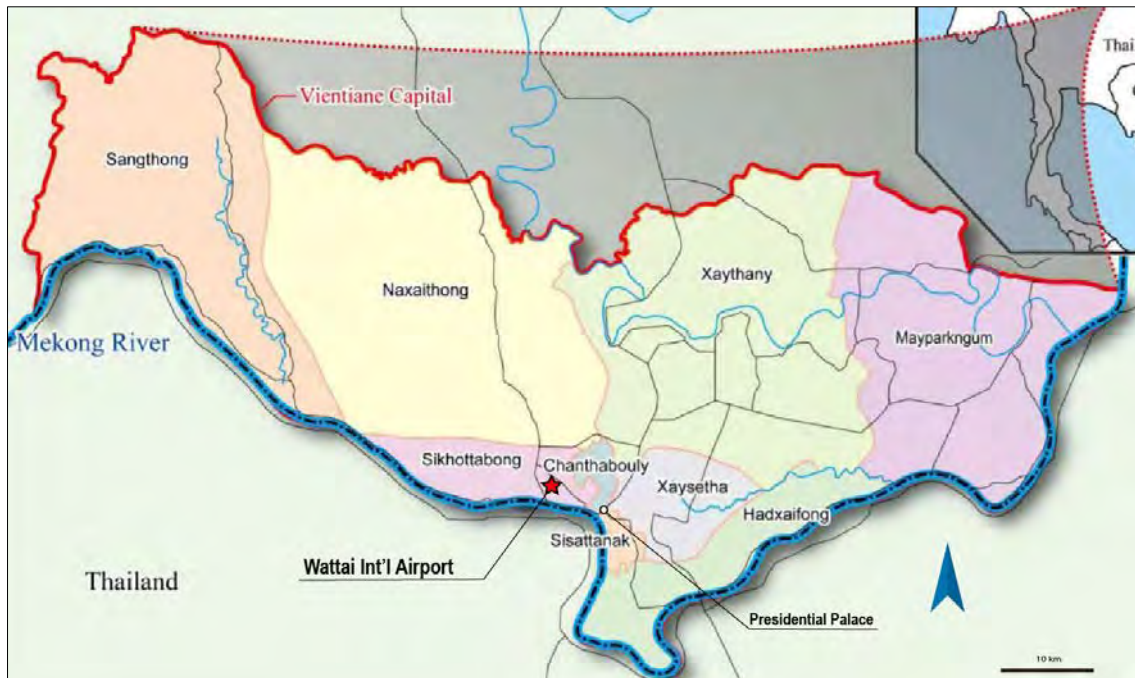 Thai
Vientiane Capital
Sangthong
Naxaithong
Xaythany
Mayparkngum
Mekong River
Sikhottabong
Chanthabouly
Xaysetha
Hadxaifong
Sisattanak
Wattai Int'l Airport
Thailand
Presidential Palace
10 km